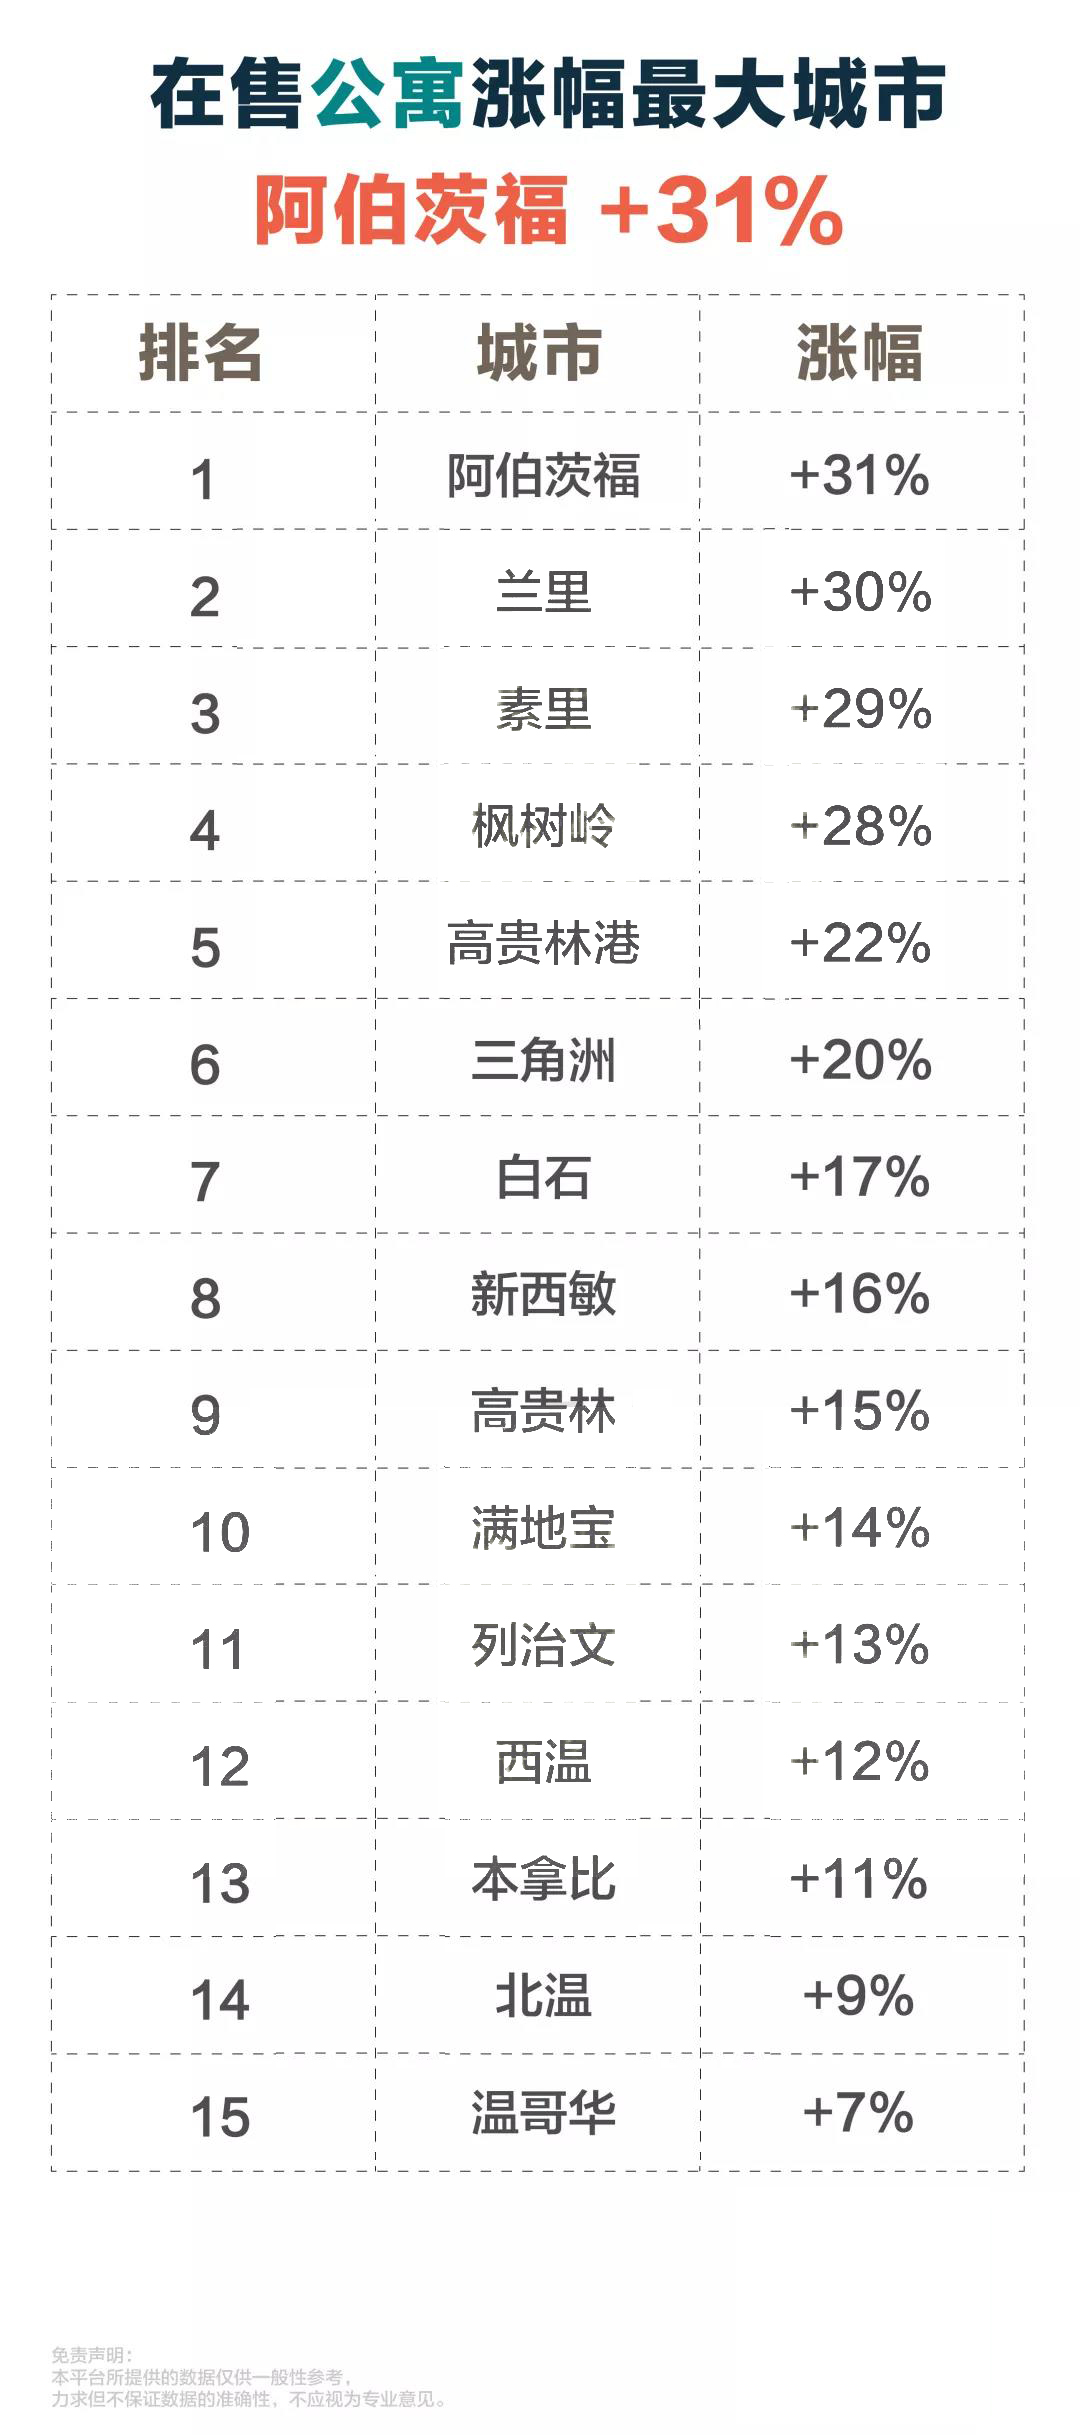 在售公寓涨幅最大城市
阿伯茨福 +31%
排名 城市 涨幅
1 阿伯茨福 +31%
2 兰里 +30%
3 素里 +29%
4 枫树岭 +28%
5 高贵林港 +22%
6 三角洲 +20%
7 白石 +17%
8 新西敏 +16%
9 高贵林 +15%
10 满地宝 +14%
11 列治文 +13%
12 西温 +12%
13 本拿比 +11%
14 北温 +9%
15 温哥华 +7%
免责声明：
本平台所提供的数据仅供一般性参考，
力求但不保证数据的准确性，不应视为专业意见。